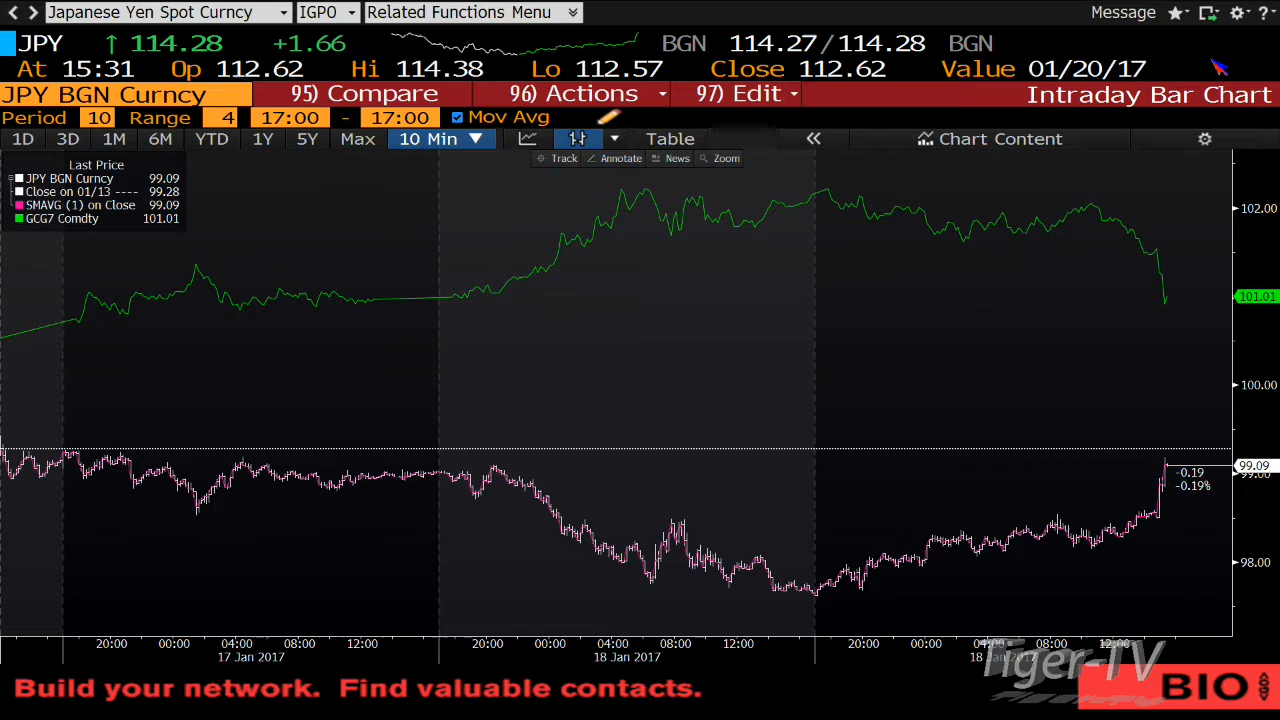 Japanese Yen Spot Curncy IGPO Related Functions Menu Message ?
JPY ↑ 114.28 +1.66 BGN 114.27/114.28 BGN
At 15:31 Op 112.62 Hi 114.38 Lo 112.57 Close 112.62 Value 01/20/17
JPY BGN Curncy 95) Compare 96) Actions 97) Edit Intraday Bar Chart
Period 10 Range 4 17:00 - 17:00 Mov Avg
1D 3D 1M 6M YTD 1Y 5Y Max 10 Min ▼ Table « Chart Content
Track Annotate News Zoom
Last Price
JPY BGN Curncy 99.09
Close on 01/13 ---- 99.28
SMAVG (1) on Close 99.09
GCG7 Comdty 101.01
102.00
101.01
100.00
99.09
-0.19
99.00
-0.19%
98.00
20:00 00:00 04:00 08:00 12:00 20:00 00:00 04:00 08:00 12:00 20:00 00:00 04:00 08:00 12:00
17 Jan 2017 18 Jan 2017 18 Jan 2017
Tiger-TV
Build your network. Find valuable contacts. BIO